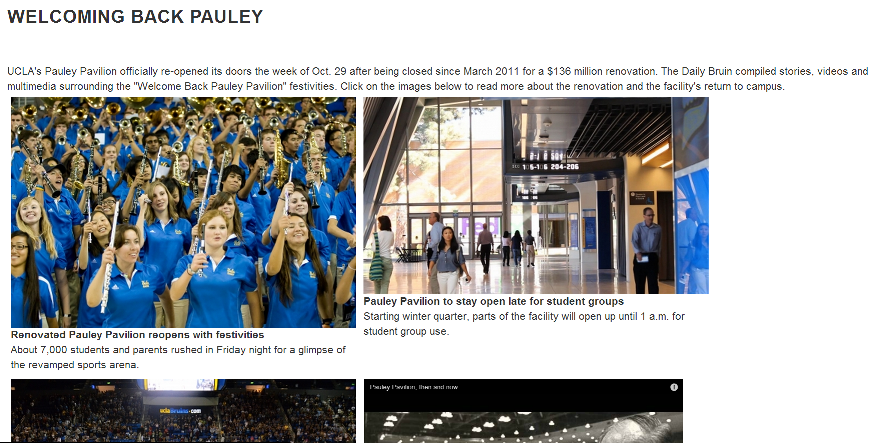 WELCOMING BACK PAULEY
UCLA's Pauley Pavilion officially re-opened its doors the week of Oct. 29 after being closed since March 2011 for a $136 million renovation. The Daily Bruin compiled stories, videos and
multimedia surrounding the "Welcome Back Pauley Pavilion" festivities. Click on the images below to read more about the renovation and the facility's return to campus.
204-206
Pauley Pavilion to stay open late for student groups
Starting winter quarter, parts of the facility will open up until 1 a.m. for
student group use.
Renovated Pauley Pavilion reopens with festivities
About 7,000 students and parents rushed in Friday night for a glimpse of
the revamped sports arena.
Pauley Pavilion, then and now